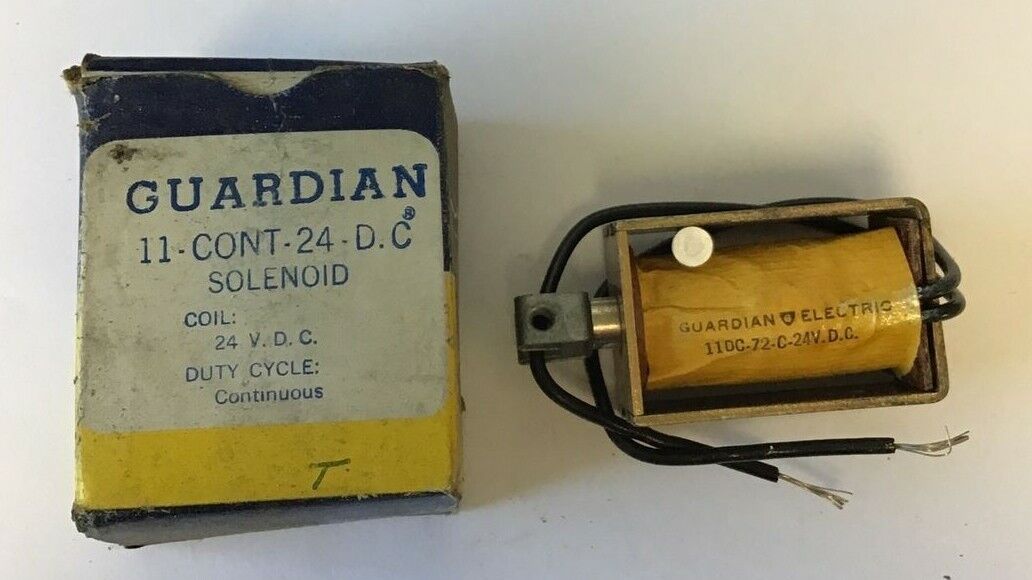 GUARDIAN®
11-CONT-24-D.C
SOLENOID
COIL:
24 V.D.C.
DUTY CYCLE:
Continuous
T
GUARDIAN ELECTRIC
11DC-72-C-24V.D.C.